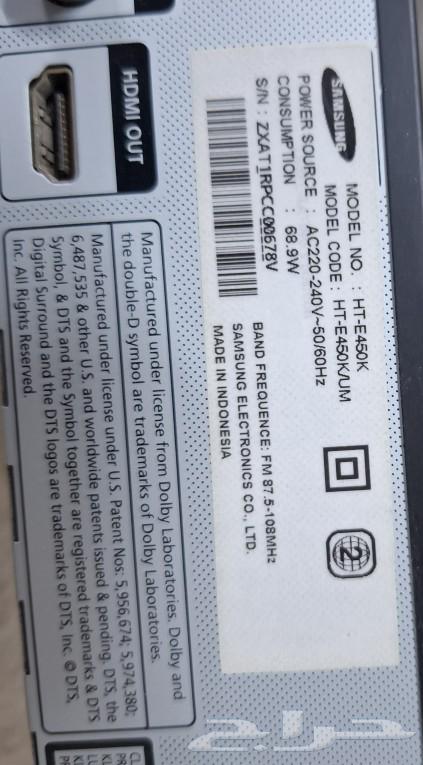 SAMSUNG
MODEL NO. : HT-E450K
MODEL CODE : HT-E450K/UM
POWER SOURCE : AC220-240V~50/60Hz
CONSUMPTION : 68.9W
S/N : ZXAT1RPCC00678V
2
BAND FREQUENCE: FM 87.5-108MHz
SAMSUNG ELECTRONICS CO., LTD.
MADE IN INDONESIA
HDMI OUT
Manufactured under license from Dolby Laboratories. Dolby and
the double-D symbol are trademarks of Dolby Laboratories.
Manufactured under license under U.S. Patent Nos: 5,956,674; 5,974,380;
6,487,535 & other U.S. and worldwide patents issued & pending. DTS, the
Symbol, & DTS and the Symbol together are registered trademarks & DTS
Digital Surround and the DTS logos are trademarks of DTS, Inc. © DTS,
Inc. All Rights Reserved.
حراج